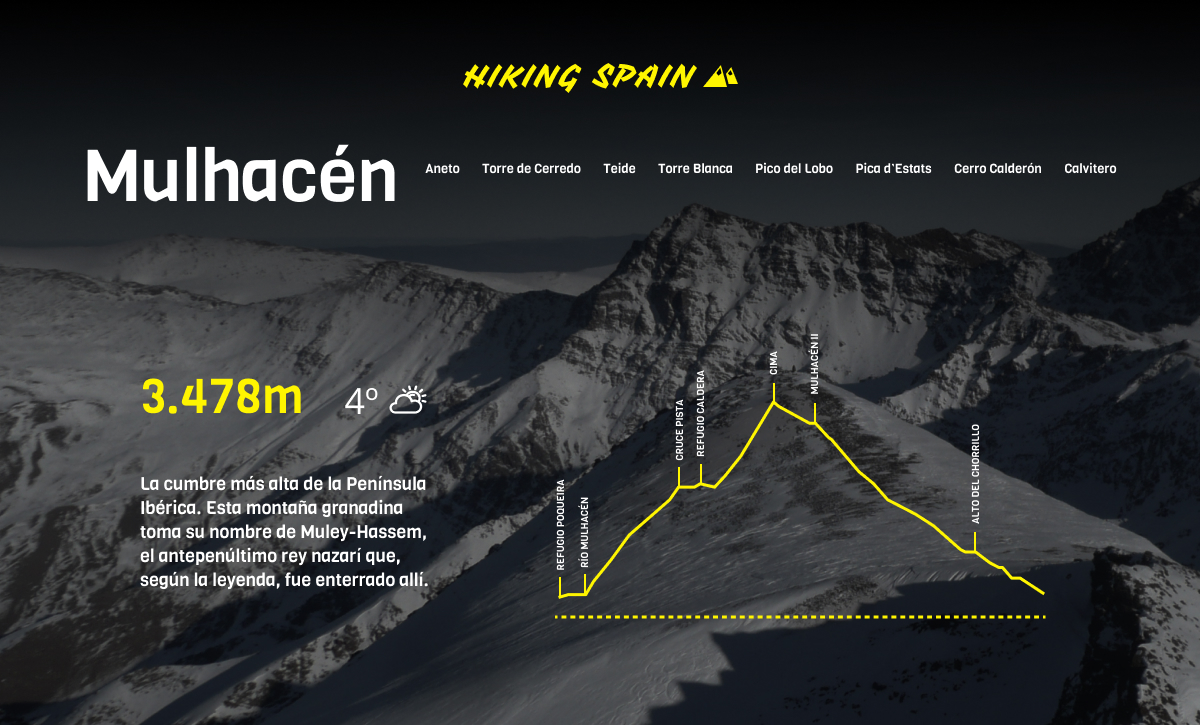 HIKING SPAIN
Mulhacén
Aneto Torre de Cerredo Teide Torre Blanca Pico del Lobo Pica d'Estats Cerro Calderón Calvitero
3.478m 4º
La cumbre más alta de la Península
Ibérica. Esta montaña granadina
toma su nombre de Muley-Hassem,
el antepenúltimo rey nazarí que,
según la leyenda, fue enterrado allí.
REFUGIO POQUEIRA
RÍO MULHACÉN
CRUCE PISTA
REFUGIO CALDERA
CIMA
MULHACÉN II
ALTO DEL CHORRILLO